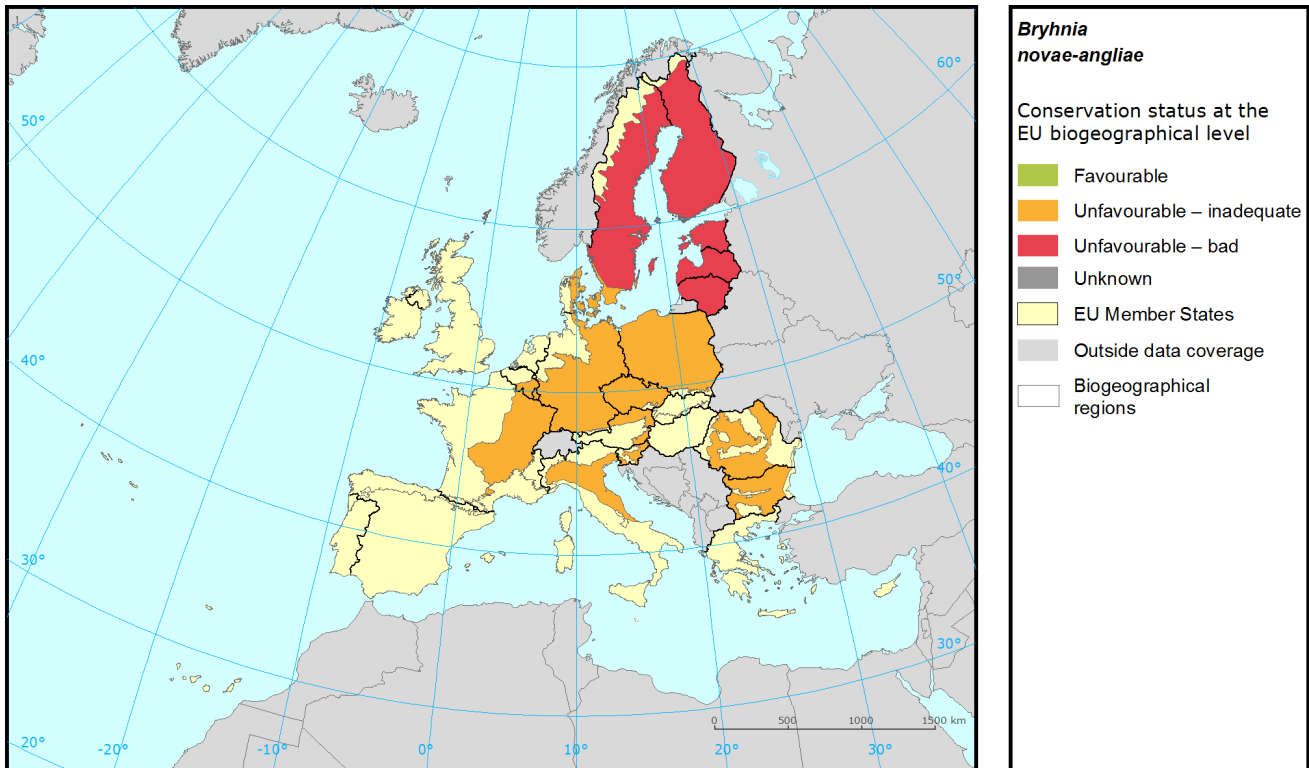 Bryhnia
novae-angliae
Conservation status at the
EU biogeographical level
Favourable
Unfavourable – inadequate
Unfavourable – bad
Unknown
EU Member States
Outside data coverage
Biogeographical
regions
60°
50°
50°
40°
40°
30°
30°
20°
-20°
-10°
0°
10°
20°
30°
0
500
1000
1500 km